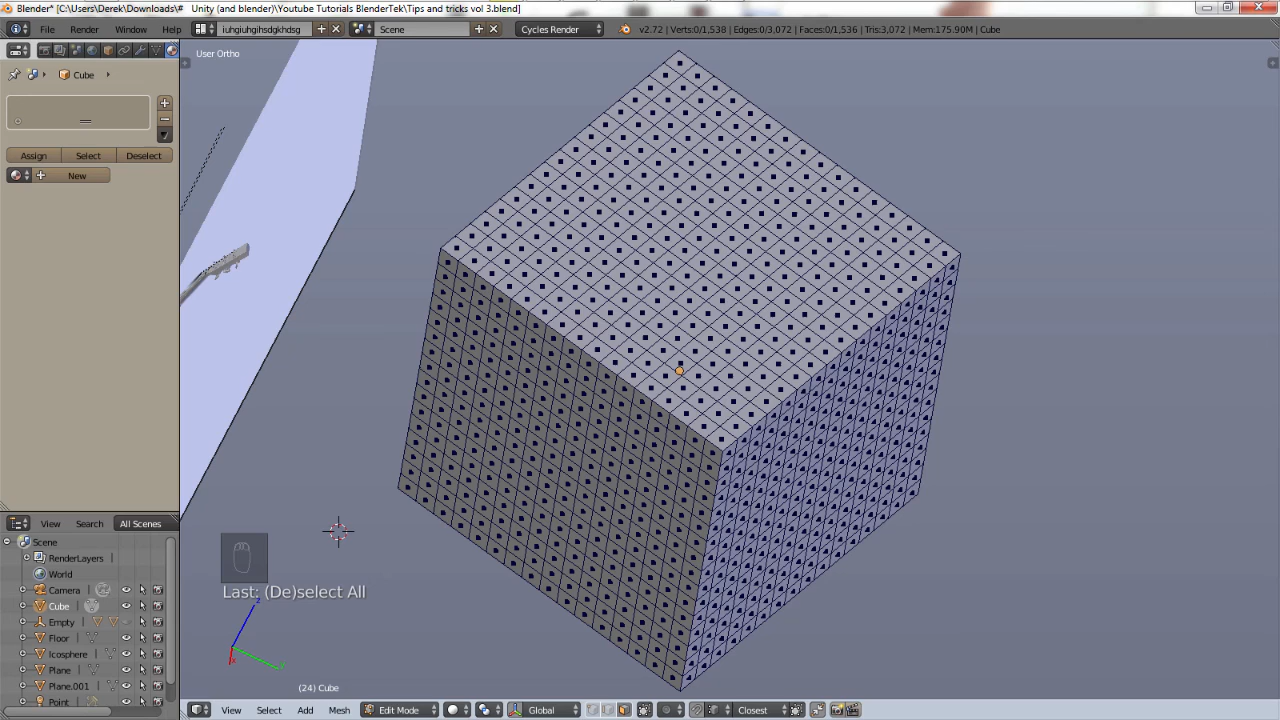 Blender* [C:\Users\Derek\Downloads\# Unity (and blender)\Youtube Tutorials BlenderTek\Tips and tricks vol 3.blend]
File Render Window Help iuhgiuhgihsdgkhdsg Scene Cycles Render v2.72 | Verts:0/1,538 | Edges:0/3,072 | Faces:0/1,536 | Tris:3,072 | Mem:175.90M | Cube
User Ortho
Cube
Assign Select Deselect
New
View Search All Scenes
Scene
RenderLayers
World
Camera
Cube
Empty
Floor
Icosphere
Plane
Plane.001
Point
Last: (De)select All
z
x
(24) Cube
View Select Add Mesh Edit Mode Global Closest